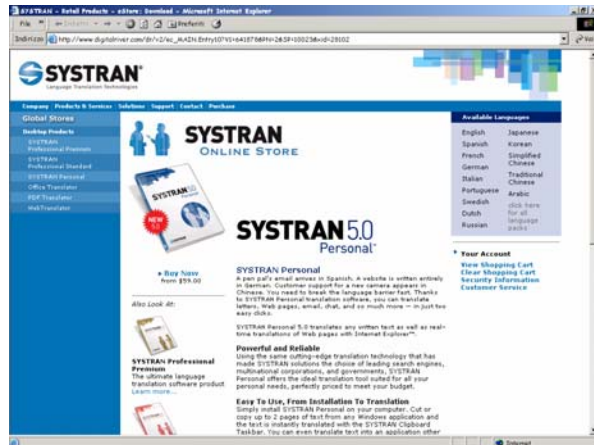 SYSTRAN - Retail Products - eStore: Download - Microsoft Internet Explorer
File
Preferiti
Indirizzo
SYSTRAN
Language Translation Technologies
Company | Products & Services | Solutions | Support | Contact | Purchase
Global Stores
Desktop Products
SYSTRAN
Professional Premium
SYSTRAN
Professional Standard
SYSTRAN Personal
Office Translator
PDF Translator
WebTranslator
SYSTRAN
ONLINE STORE
NEW
5.0
SYSTRAN 5.0
Personal
Buy Now
From $59.00
Also Look At:
SYSTRAN Professional
Premium
The ultimate language
translation software product
Learn more...
SYSTRAN Personal
A pen pal's email arrives in Spanish. A website is written entirely
in German. Customer support for a new camera appears in
Chinese. You need to break the language barrier fast. Thanks
to SYSTRAN Personal translation software, you can translate
letters, Web pages, email, chat, and so much more — in just two
easy clicks.
SYSTRAN Personal 5.0 translates any written text as well as real-
time translations of Web pages with Internet Explorer™.
Powerful and Reliable
Using the same cutting-edge translation technology that has
made SYSTRAN solutions the choice of leading search engines,
multinational corporations, and governments, SYSTRAN
Personal offers the ideal translation tool suited for all your
personal needs, perfectly priced to meet your budget.
Easy To Use, From Installation To Translation
Simply install SYSTRAN Personal on your computer. Cut or
copy up to 2 pages of text from any Windows application and
the text is instantly translated with the SYSTRAN Clipboard
Taskbar. You can even translate text into an application other
Available Languages
English Japanese
Spanish Korean
French Simplified
Chinese
German
Italian Traditional
Chinese
Portuguese Arabic
Swedish click here
Dutch for all
Russian language
packs
Your Account
View Shopping Cart
Clear Shopping Cart
Security Information
Customer Service
Internet